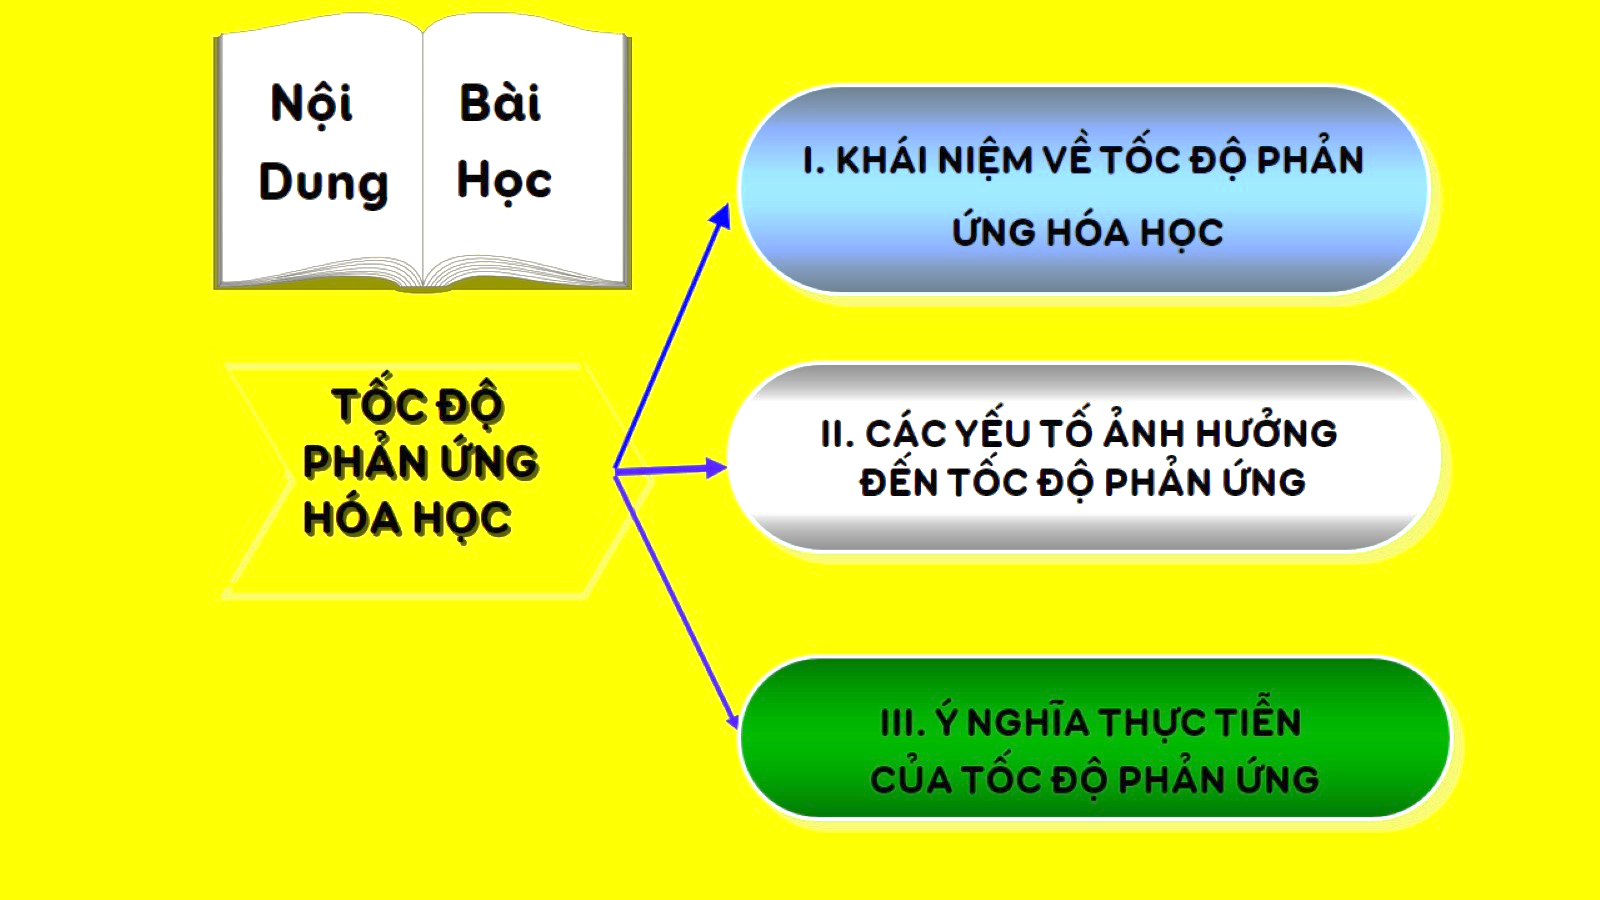 Nội
Dung
Bài
Học
TỐC ĐỘ
PHẢN ỨNG
HÓA HỌC
I. KHÁI NIỆM VỀ TỐC ĐỘ PHẢN
ỨNG HÓA HỌC
II. CÁC YẾU TỐ ẢNH HƯỞNG
ĐẾN TỐC ĐỘ PHẢN ỨNG
III. Ý NGHĨA THỰC TIỄN
CỦA TỐC ĐỘ PHẢN ỨNG